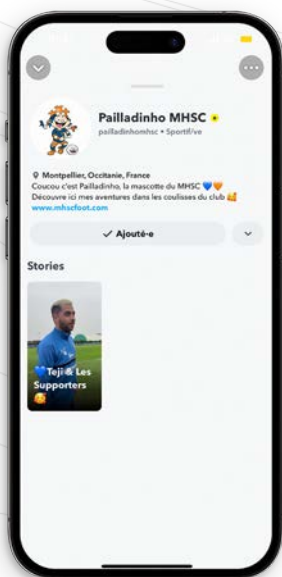 Pailladinho MHSC
pailladinhomhsc • Sportif/ve
Montpellier, Occitanie, France
Coucou c'est Pailladinho, la mascotte du MHSC 💙🧡
Découvre ici mes aventures dans les coulisses du club 🥰
www.mhscfoot.com
✓ Ajouté·e
Stories
💙Teji & Les
Supporters
🥰